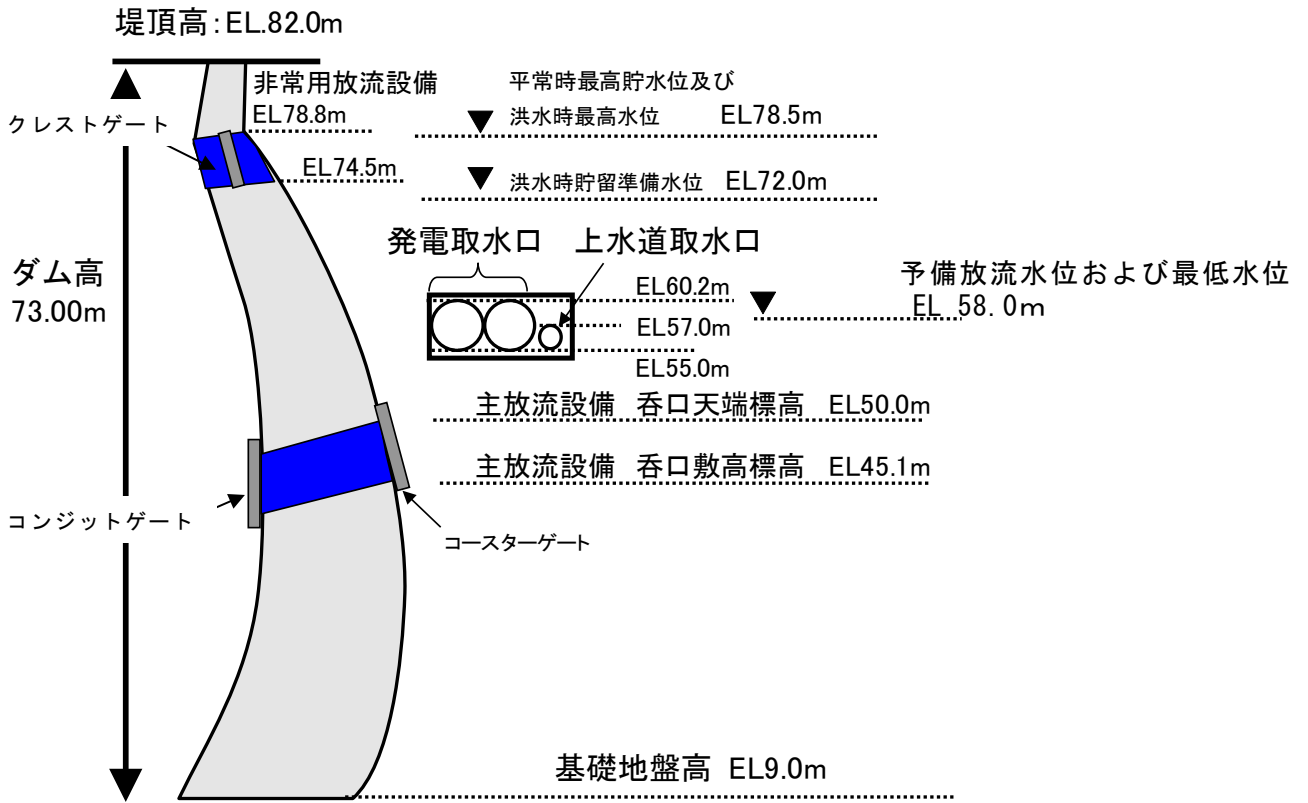 堤頂高:EL.82.0m
非常用放流設備
EL78.8m
平常時最高貯水位及び
洪水時最高水位 EL78.5m
クレストゲート
EL74.5m
洪水時貯留準備水位 EL72.0m
発電取水口 上水道取水口
ダム高
73.00m
EL60.2m
EL57.0m
EL55.0m
予備放流水位および最低水位
EL 58.0m
主放流設備 呑口天端標高 EL50.0m
主放流設備 呑口敷高標高 EL45.1m
コンジットゲート
コースターゲート
基礎地盤高 EL9.0m